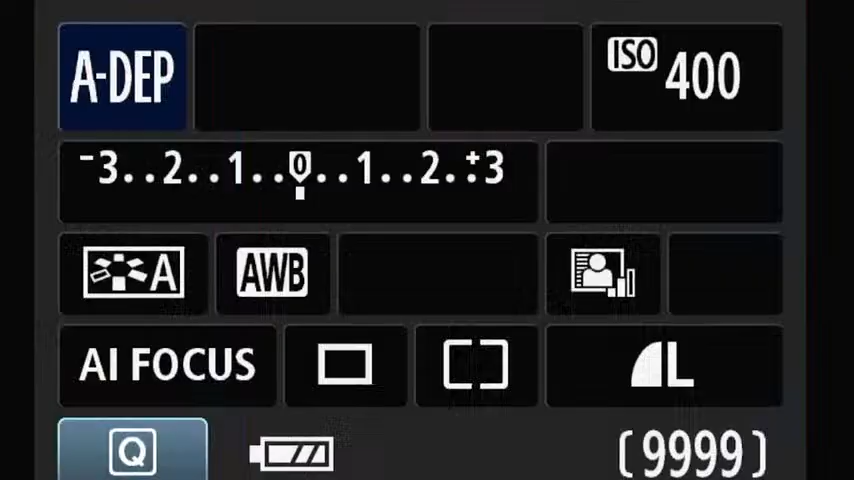 A-DEP ISO 400
-3..2..1..0..1..2.:+3
A AWB
AI FOCUS L
Q [9999]